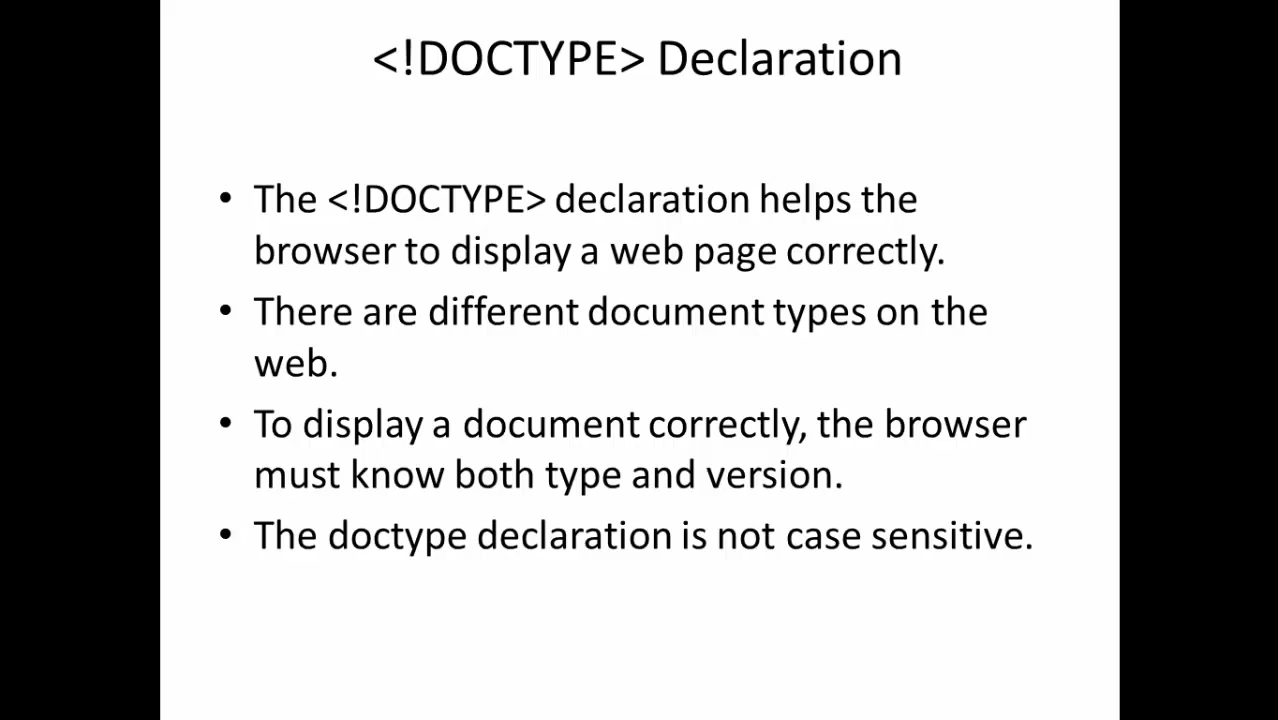 <!DOCTYPE> Declaration
• The <!DOCTYPE> declaration helps the
browser to display a web page correctly.
• There are different document types on the
web.
• To display a document correctly, the browser
must know both type and version.
• The doctype declaration is not case sensitive.